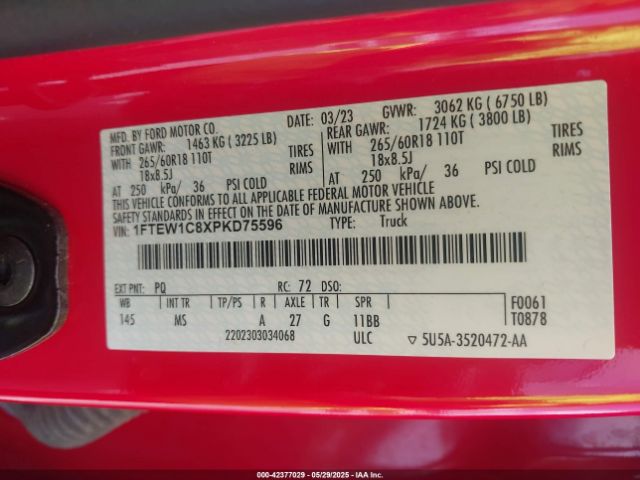 MFD. BY FORD MOTOR CO.
DATE: 03/23 GVWR: 3062 KG ( 6750 LB)
FRONT GAWR: 1463 KG ( 3225 LB)
REAR GAWR: 1724 KG ( 3800 LB)
WITH 265/60R18 110T TIRES
WITH 265/60R18 110T TIRES
18x8.5J RIMS
18x8.5J RIMS
AT 250 kPa/ 36 PSI COLD
AT 250 kPa/ 36 PSI COLD
THIS VEHICLE CONFORMS TO ALL APPLICABLE FEDERAL MOTOR VEHICLE
SAFETY STANDARDS IN EFFECT ON THE DATE OF MANUFACTURE SHOWN ABOVE.
VIN: 1FTEW1C8XPKD75596 TYPE: Truck
EXT PNT: PQ RC: 72 DSO:
WB INT TR TP/PS R AXLE TR SPR
145 MS A 27 G 11BB
F0061
T0878
2202303034068 ULC ▽ 5U5A-3520472-AA
000-42377029 - 05/29/2025 - IAA Inc.